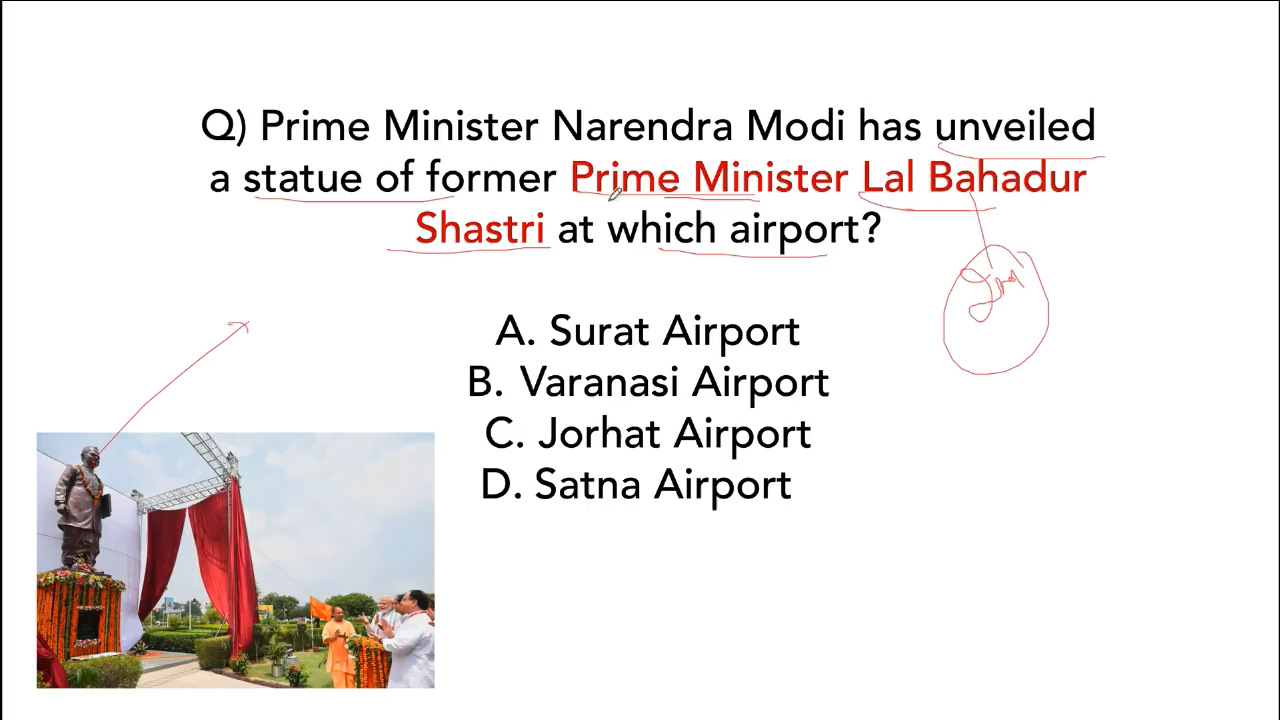 Q) Prime Minister Narendra Modi has unveiled
a statue of former Prime Minister Lal Bahadur
Shastri at which airport?
A. Surat Airport
B. Varanasi Airport
C. Jorhat Airport
D. Satna Airport